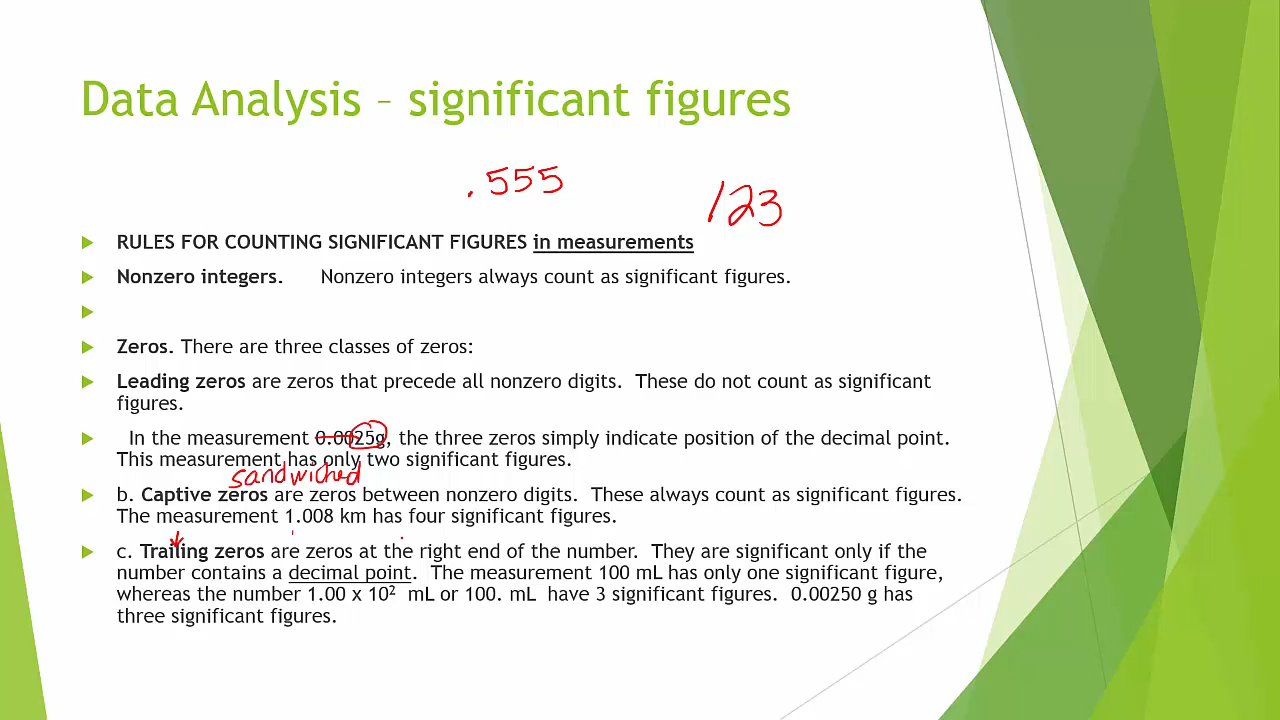 Data Analysis – significant figures
.555
123
RULES FOR COUNTING SIGNIFICANT FIGURES in measurements
Nonzero integers. Nonzero integers always count as significant figures.
Zeros. There are three classes of zeros:
Leading zeros are zeros that precede all nonzero digits. These do not count as significant
figures.
In the measurement 0.0025g, the three zeros simply indicate position of the decimal point.
This measurement has only two significant figures.
sandwiched
b. Captive zeros are zeros between nonzero digits. These always count as significant figures.
The measurement 1.008 km has four significant figures.
c. Trailing zeros are zeros at the right end of the number. They are significant only if the
number contains a decimal point. The measurement 100 mL has only one significant figure,
whereas the number 1.00 x 10² mL or 100. mL have 3 significant figures. 0.00250 g has
three significant figures.